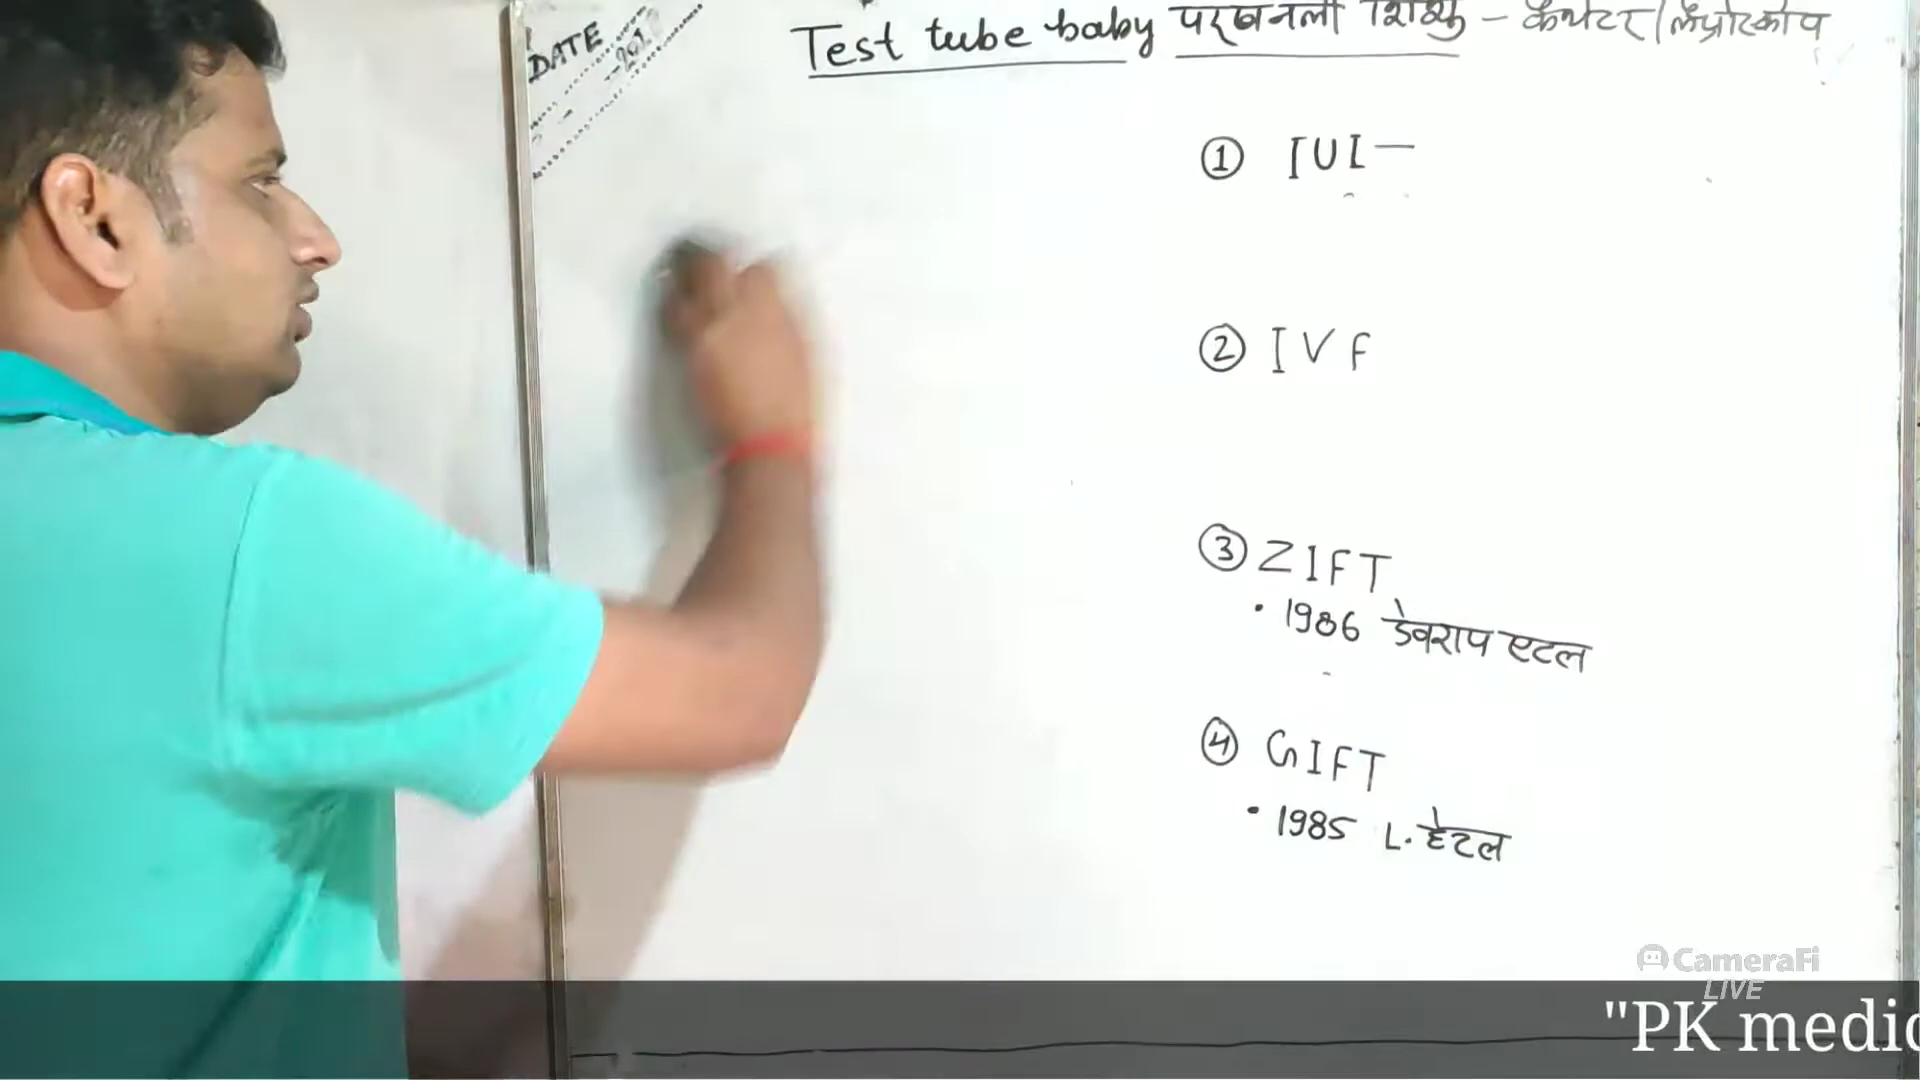 DATE
Test tube baby परखनली शिशु – कैथेटर/लैप्रोस्कोप
① IUI —
② IVF
③ ZIFT
• 1986 डेवराप एटल
④ GIFT
• 1985 L. हेटल
CameraFi
LIVE
"PK medic